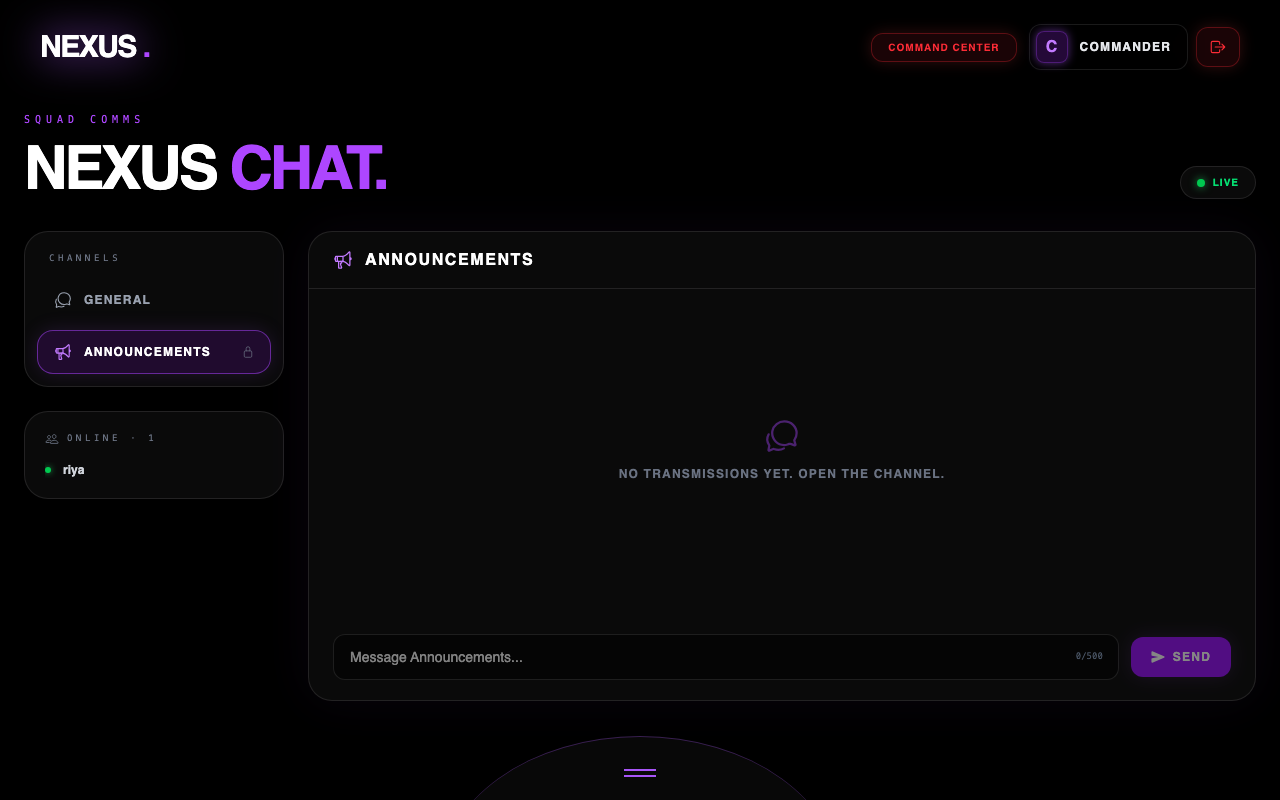 NEXUS .
COMMAND CENTER
C COMMANDER
SQUAD COMMS
NEXUS CHAT.
LIVE
CHANNELS
GENERAL
ANNOUNCEMENTS
ONLINE · 1
riya
ANNOUNCEMENTS
NO TRANSMISSIONS YET. OPEN THE CHANNEL.
Message Announcements... 0/500
SEND